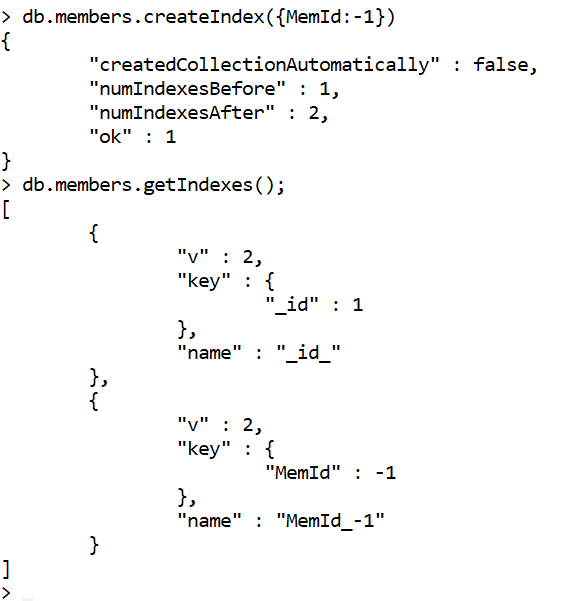 > db.members.createIndex({MemId:-1})
{
        "createdCollectionAutomatically" : false,
        "numIndexesBefore" : 1,
        "numIndexesAfter" : 2,
        "ok" : 1
}
> db.members.getIndexes();
[
        {
                "v" : 2,
                "key" : {
                        "_id" : 1
                },
                "name" : "_id_"
        },
        {
                "v" : 2,
                "key" : {
                        "MemId" : -1
                },
                "name" : "MemId_-1"
        }
]
>